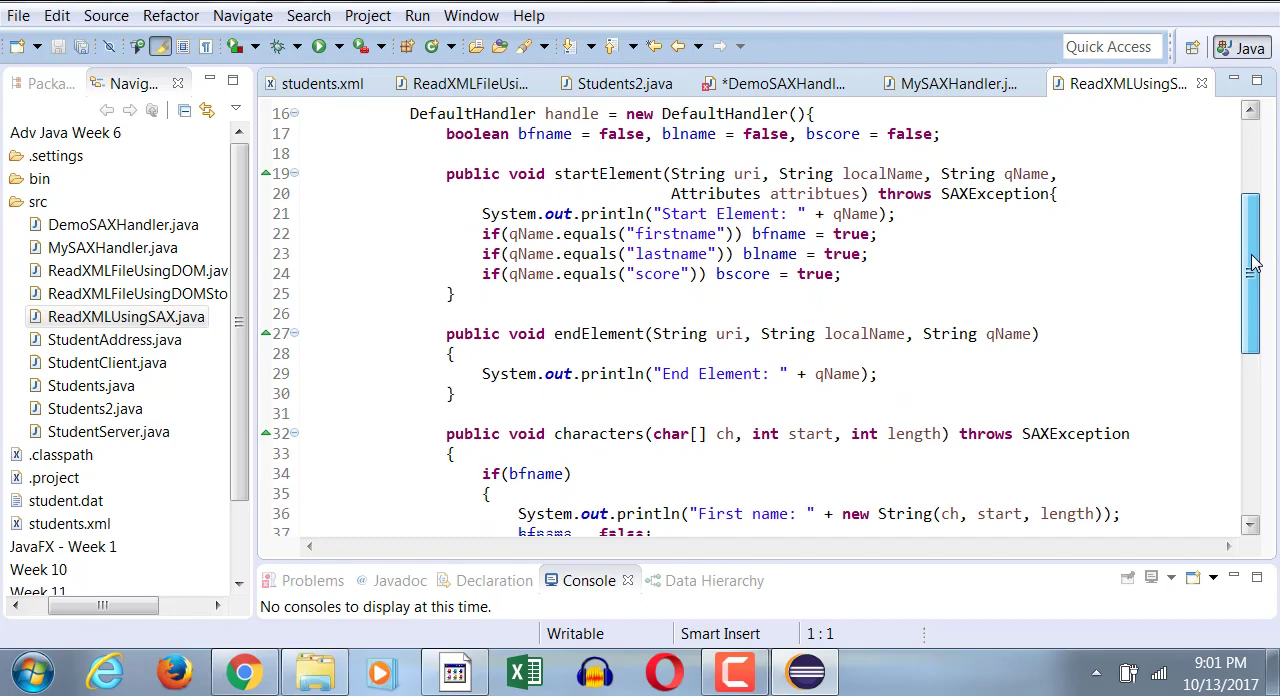 File Edit Source Refactor Navigate Search Project Run Window Help
Quick Access
Java
Packa...
Navig...
students.xml
ReadXMLFileUsi...
Students2.java
*DemoSAXHandl...
MySAXHandler.j...
ReadXMLUsingS...
Adv Java Week 6
.settings
bin
src
DemoSAXHandler.java
MySAXHandler.java
ReadXMLFileUsingDOM.jav
ReadXMLFileUsingDOMSto
ReadXMLUsingSAX.java
StudentAddress.java
StudentClient.java
Students.java
Students2.java
StudentServer.java
.classpath
.project
student.dat
students.xml
JavaFX - Week 1
Week 10
Week 11
16 DefaultHandler handle = new DefaultHandler(){
17 boolean bfname = false, blname = false, bscore = false;
18
19 public void startElement(String uri, String localName, String qName,
20 Attributes attribtues) throws SAXException{
21 System.out.println("Start Element: " + qName);
22 if(qName.equals("firstname")) bfname = true;
23 if(qName.equals("lastname")) blname = true;
24 if(qName.equals("score")) bscore = true;
25 }
26
27 public void endElement(String uri, String localName, String qName)
28 {
29 System.out.println("End Element: " + qName);
30 }
31
32 public void characters(char[] ch, int start, int length) throws SAXException
33 {
34 if(bfname)
35 {
36 System.out.println("First name: " + new String(ch, start, length));
37 bfname = false;
Problems
@ Javadoc
Declaration
Console
Data Hierarchy
No consoles to display at this time.
Writable
Smart Insert
1 : 1
9:01 PM
10/13/2017